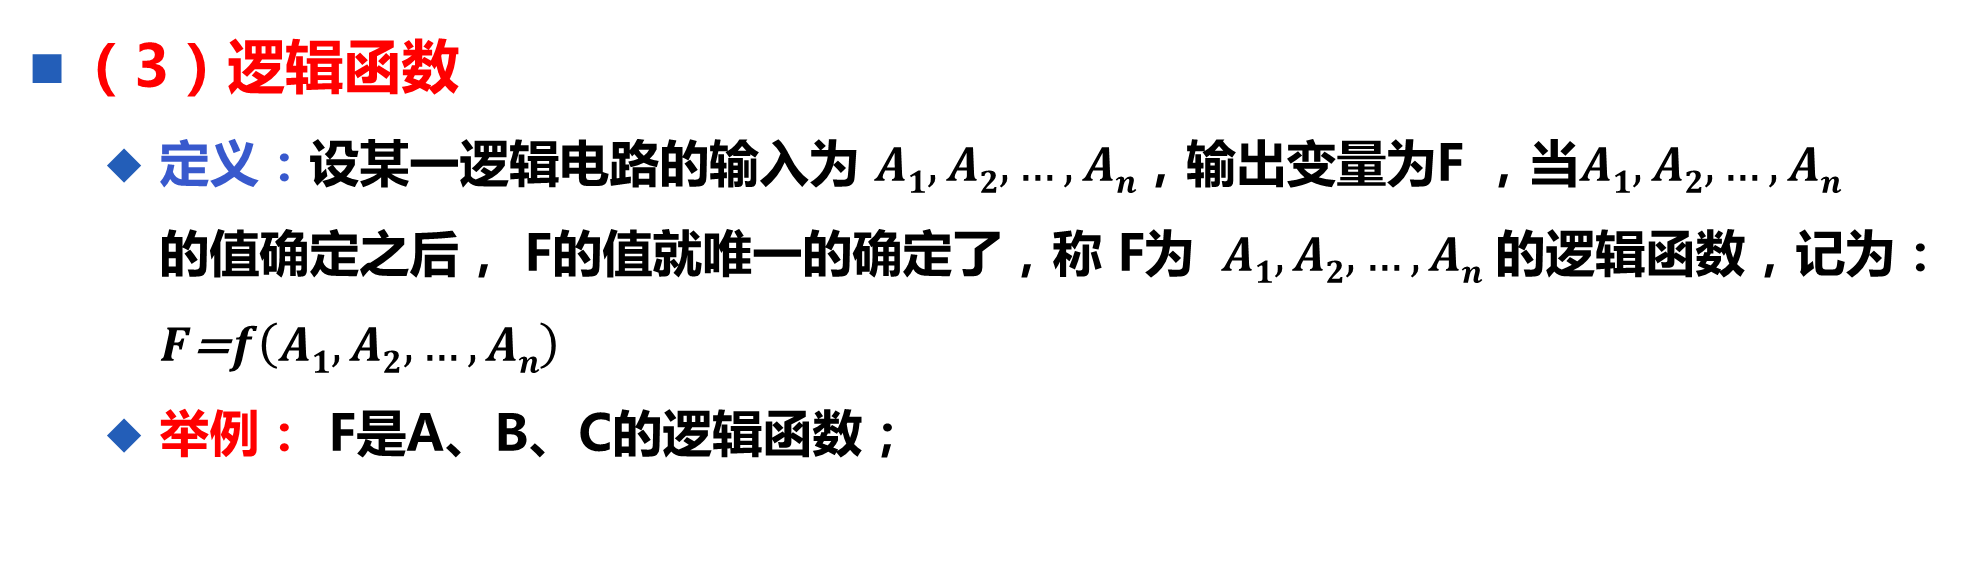 （3）逻辑函数
定义：设某一逻辑电路的输入为 A₁, A₂, … , Aₙ，输出变量为F ，当A₁, A₂, … , Aₙ
的值确定之后， F的值就唯一的确定了，称 F为 A₁, A₂, … , Aₙ 的逻辑函数，记为：
F=f(A₁, A₂, … , Aₙ)
举例： F是A、B、C的逻辑函数；